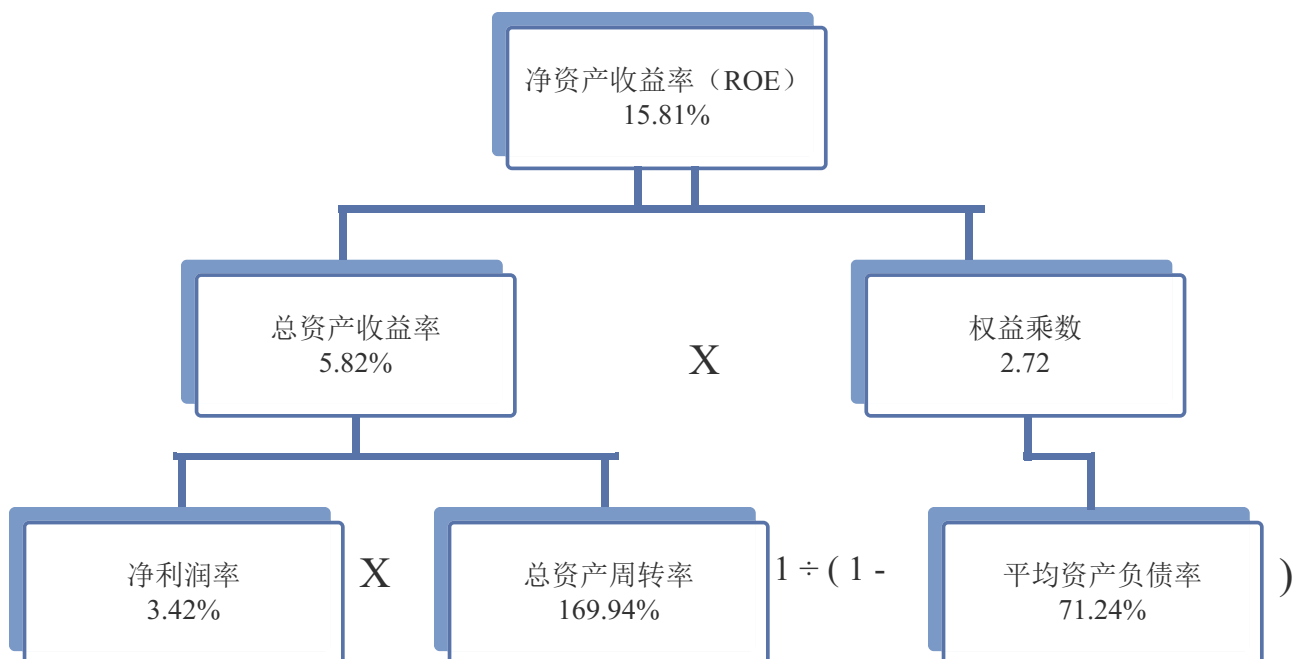 净资产收益率（ROE）
15.81%
总资产收益率
5.82%
X
权益乘数
2.72
净利润率
3.42%
X
总资产周转率
169.94%
1 ÷ ( 1 -
平均资产负债率
71.24%
)